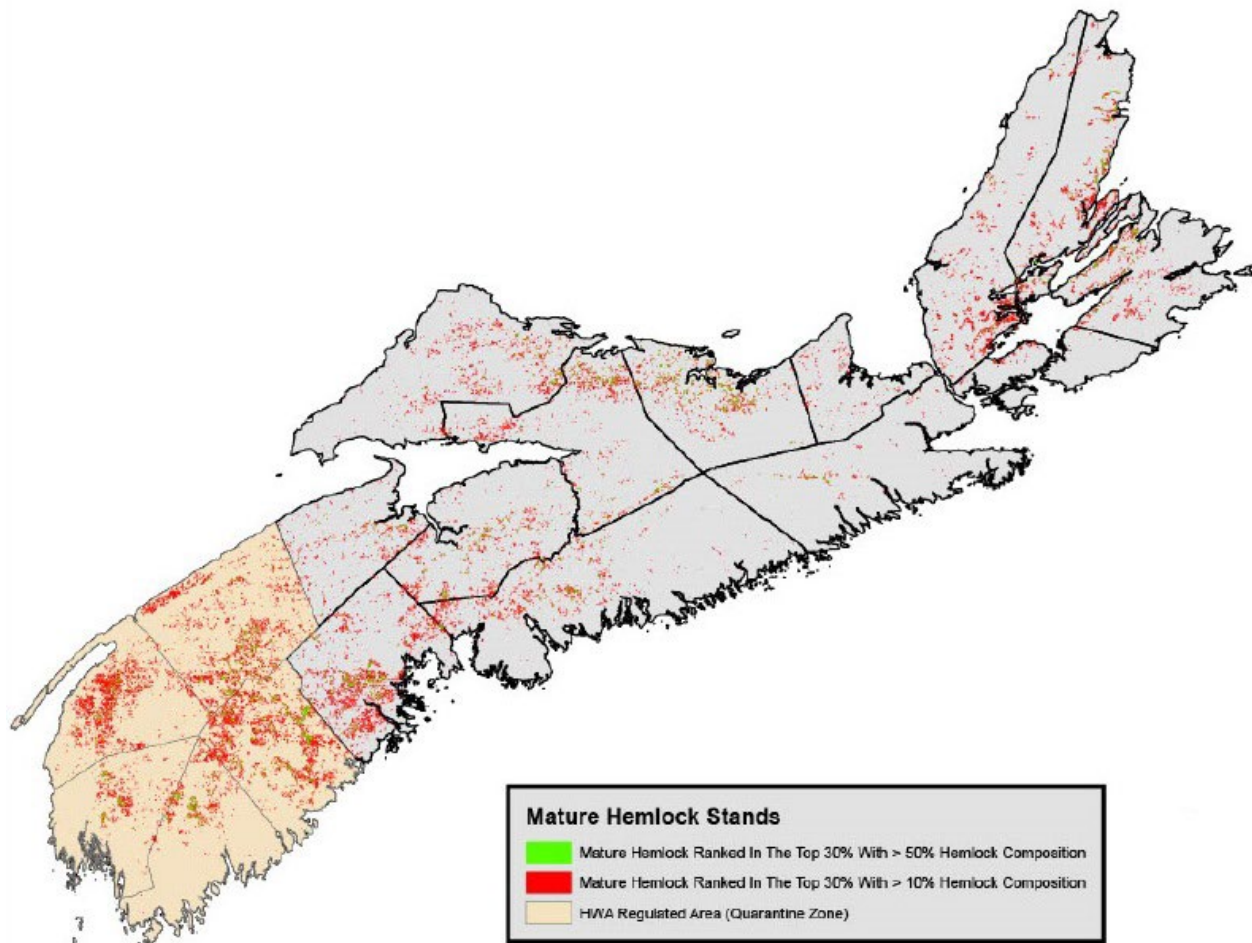 Mature Hemlock Stands
Mature Hemlock Ranked In The Top 30% With > 50% Hemlock Composition
Mature Hemlock Ranked In The Top 30% With > 10% Hemlock Composition
HWA Regulated Area (Quarantine Zone)